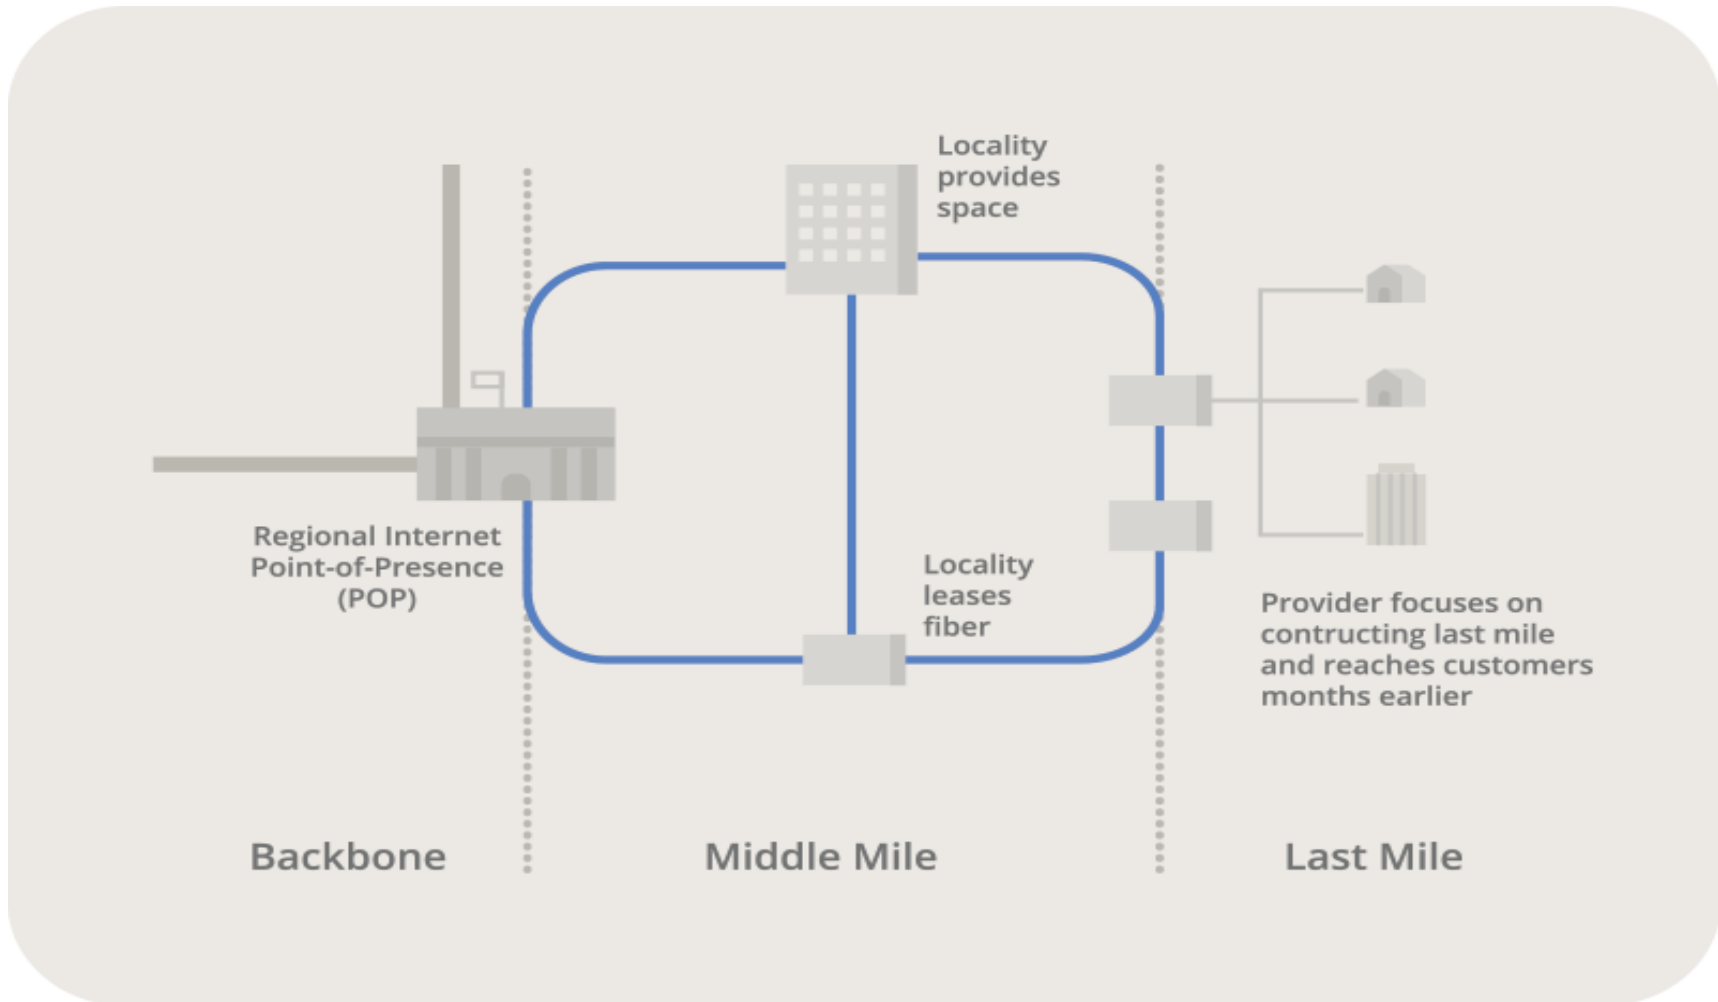 Locality
provides
space
Regional Internet
Point-of-Presence
(POP)
Locality
leases
fiber
Provider focuses on
contructing last mile
and reaches customers
months earlier
Backbone
Middle Mile
Last Mile